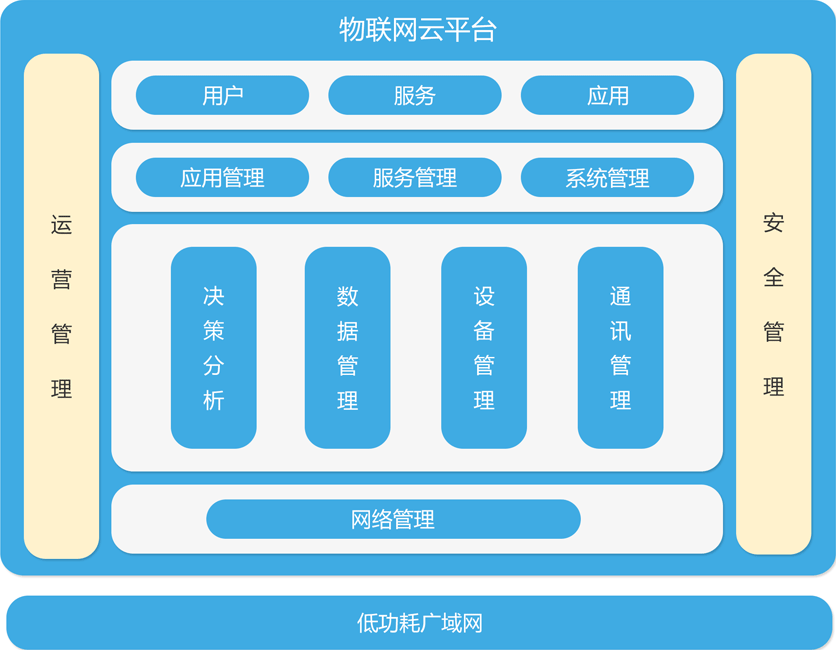 物联网云平台
用户
服务
应用
应用管理
服务管理
系统管理
运营管理
决策分析
数据管理
设备管理
通讯管理
安全管理
网络管理
低功耗广域网